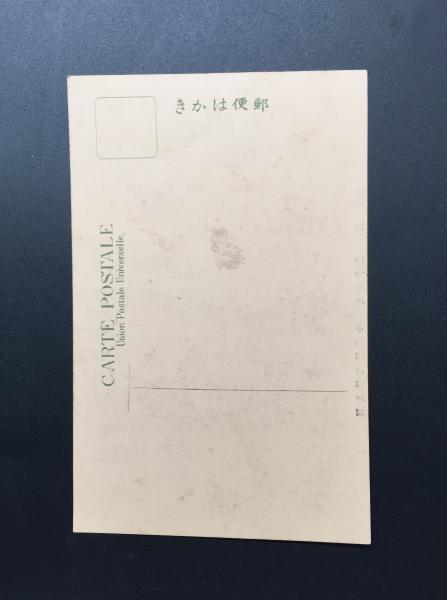 きかは便郵
CARTE POSTALE
Union Postale Universelle.